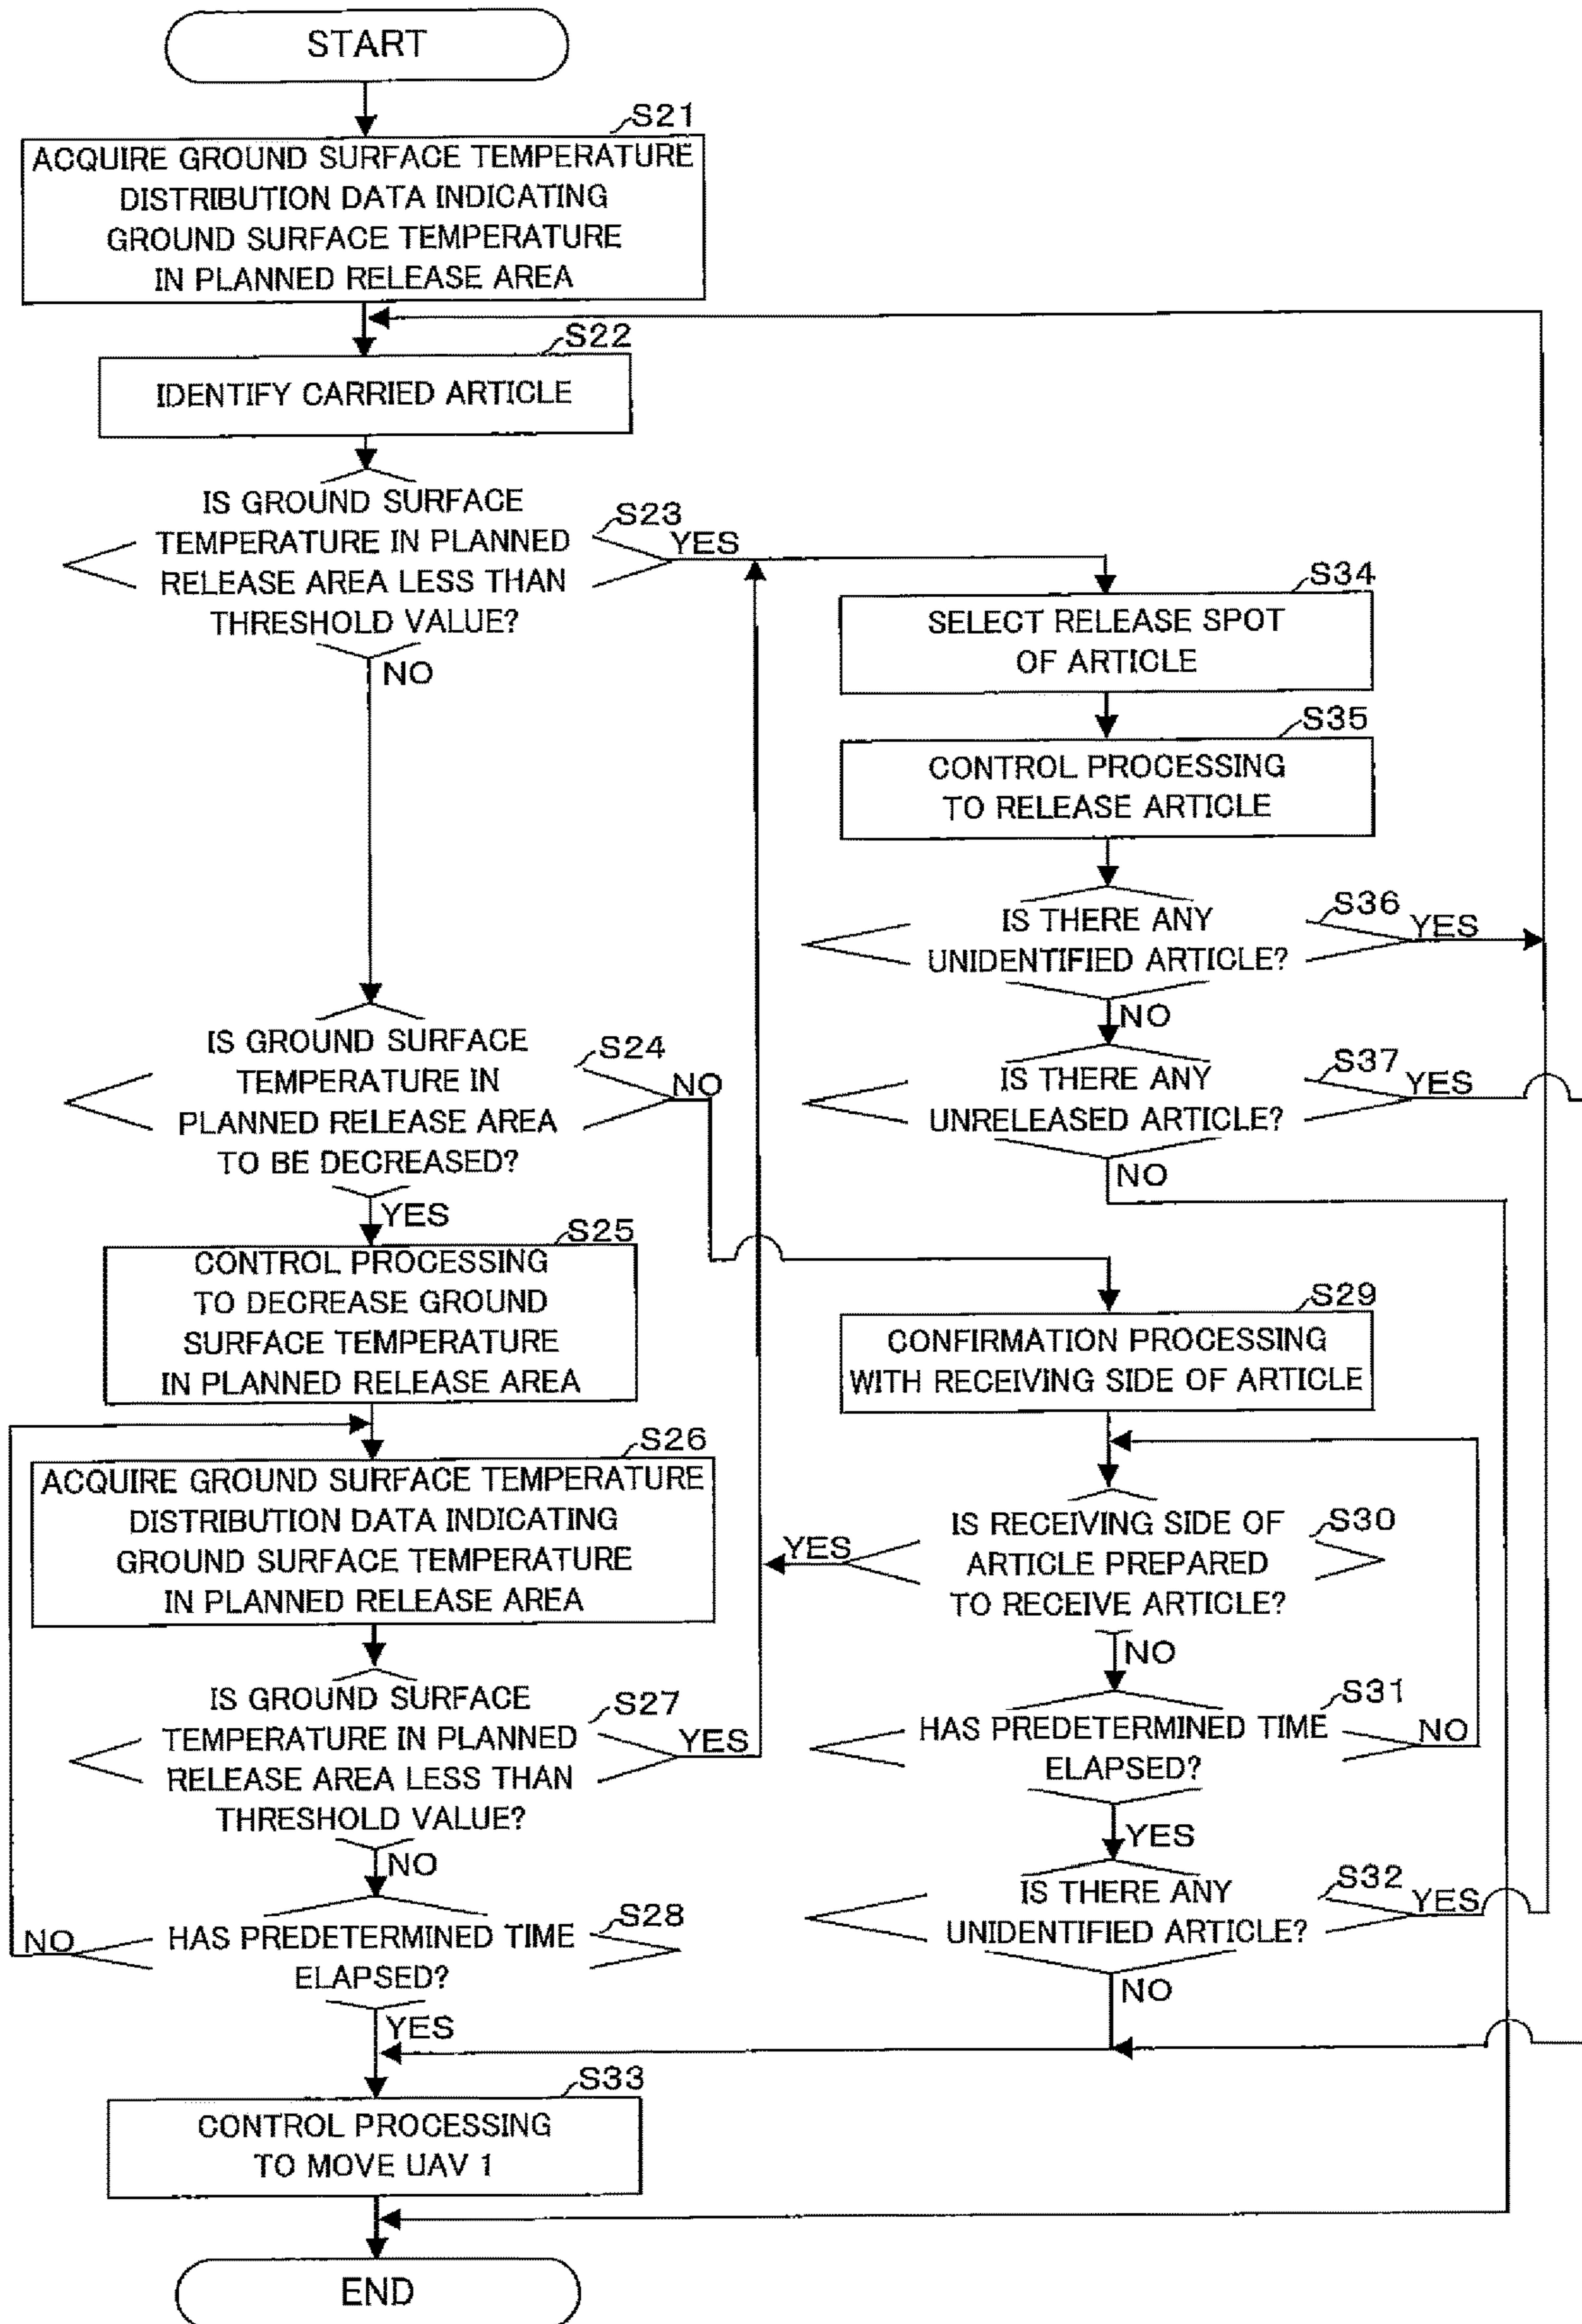 START
S21
ACQUIRE GROUND SURFACE TEMPERATURE
DISTRIBUTION DATA INDICATING
GROUND SURFACE TEMPERATURE
IN PLANNED RELEASE AREA
S22
IDENTIFY CARRIED ARTICLE
S23
IS GROUND SURFACE
TEMPERATURE IN PLANNED
RELEASE AREA LESS THAN
THRESHOLD VALUE?
YES
NO
S24
IS GROUND SURFACE
TEMPERATURE IN
PLANNED RELEASE AREA
TO BE DECREASED?
NO
YES
S25
CONTROL PROCESSING
TO DECREASE GROUND
SURFACE TEMPERATURE
IN PLANNED RELEASE AREA
S26
ACQUIRE GROUND SURFACE TEMPERATURE
DISTRIBUTION DATA INDICATING
GROUND SURFACE TEMPERATURE
IN PLANNED RELEASE AREA
S27
IS GROUND SURFACE
TEMPERATURE IN PLANNED
RELEASE AREA LESS THAN
THRESHOLD VALUE?
YES
NO
S28
HAS PREDETERMINED TIME
ELAPSED?
NO
YES
S34
SELECT RELEASE SPOT
OF ARTICLE
S35
CONTROL PROCESSING
TO RELEASE ARTICLE
S36
IS THERE ANY
UNIDENTIFIED ARTICLE?
YES
NO
S37
IS THERE ANY
UNRELEASED ARTICLE?
YES
NO
S29
CONFIRMATION PROCESSING
WITH RECEIVING SIDE OF ARTICLE
S30
IS RECEIVING SIDE OF
ARTICLE PREPARED
TO RECEIVE ARTICLE?
YES
NO
S31
HAS PREDETERMINED TIME
ELAPSED?
NO
YES
S32
IS THERE ANY
UNIDENTIFIED ARTICLE?
YES
NO
S33
CONTROL PROCESSING
TO MOVE UAV 1
END